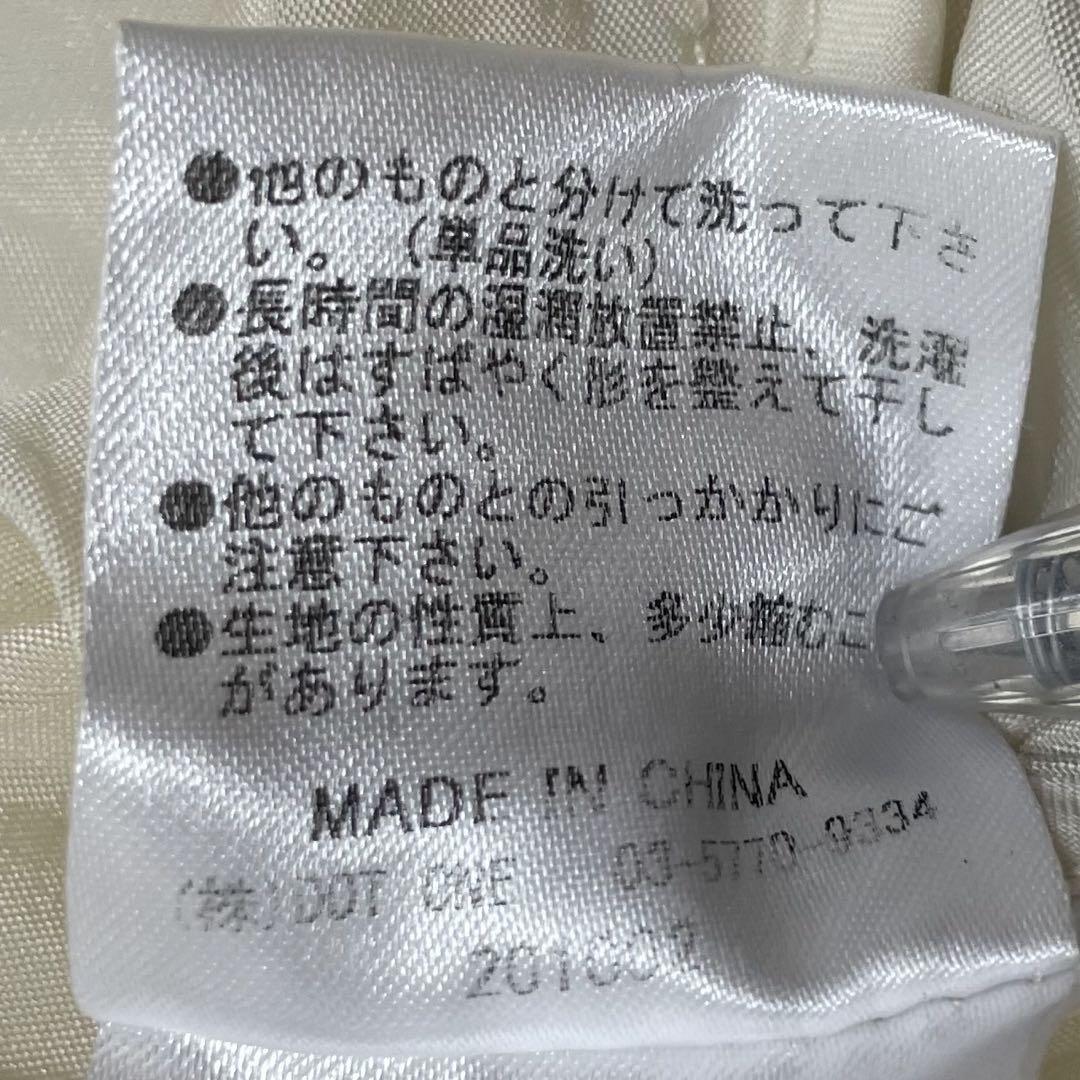 ●他のものと分けて洗って下さ
い。（単品洗い）
●長時間の湿潤放置禁止、洗濯
後はすばやく形を整えて干し
て下さい。
●他のものとの引っかかりにご
注意下さい。
●生地の性質上、多少縮むこ
があります。
MADE IN CHINA
(株)DOT ONE 03-5770-9334